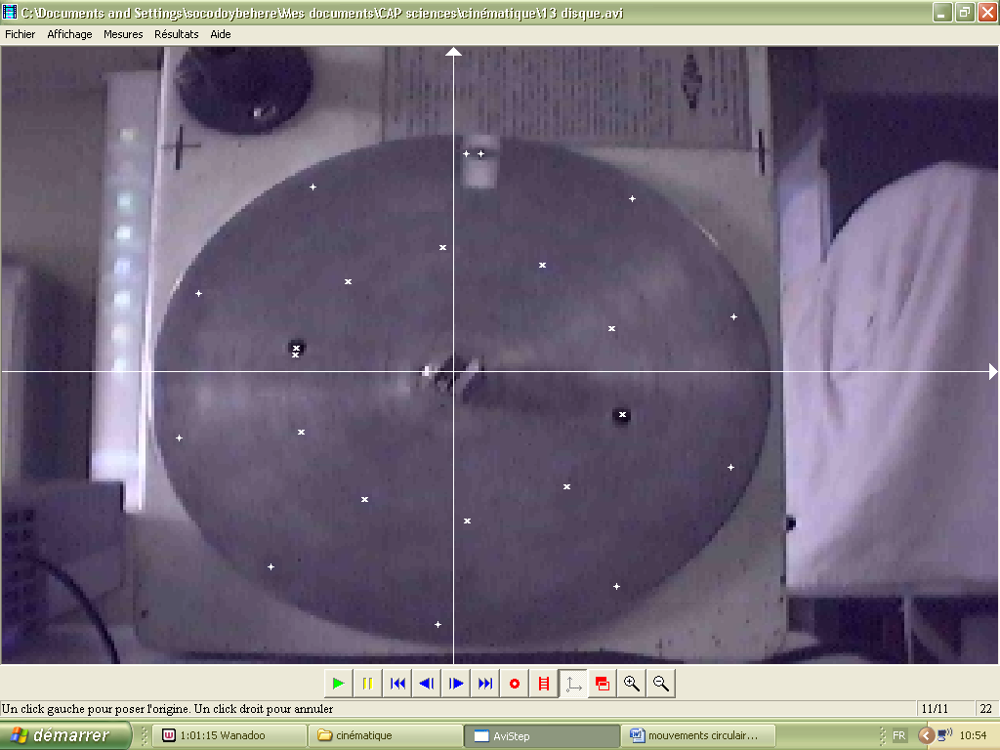 C:\Documents and Settings\socodoybehere\Mes documents\CAP sciences\cinématique\13 disque.avi
Fichier Affichage Mesures Résultats Aide
Un click gauche pour poser l'origine. Un click droit pour annuler
11/11
22
démarrer
1:01:15 Wanadoo
cinématique
AviStep
mouvements circulair...
FR
10:54